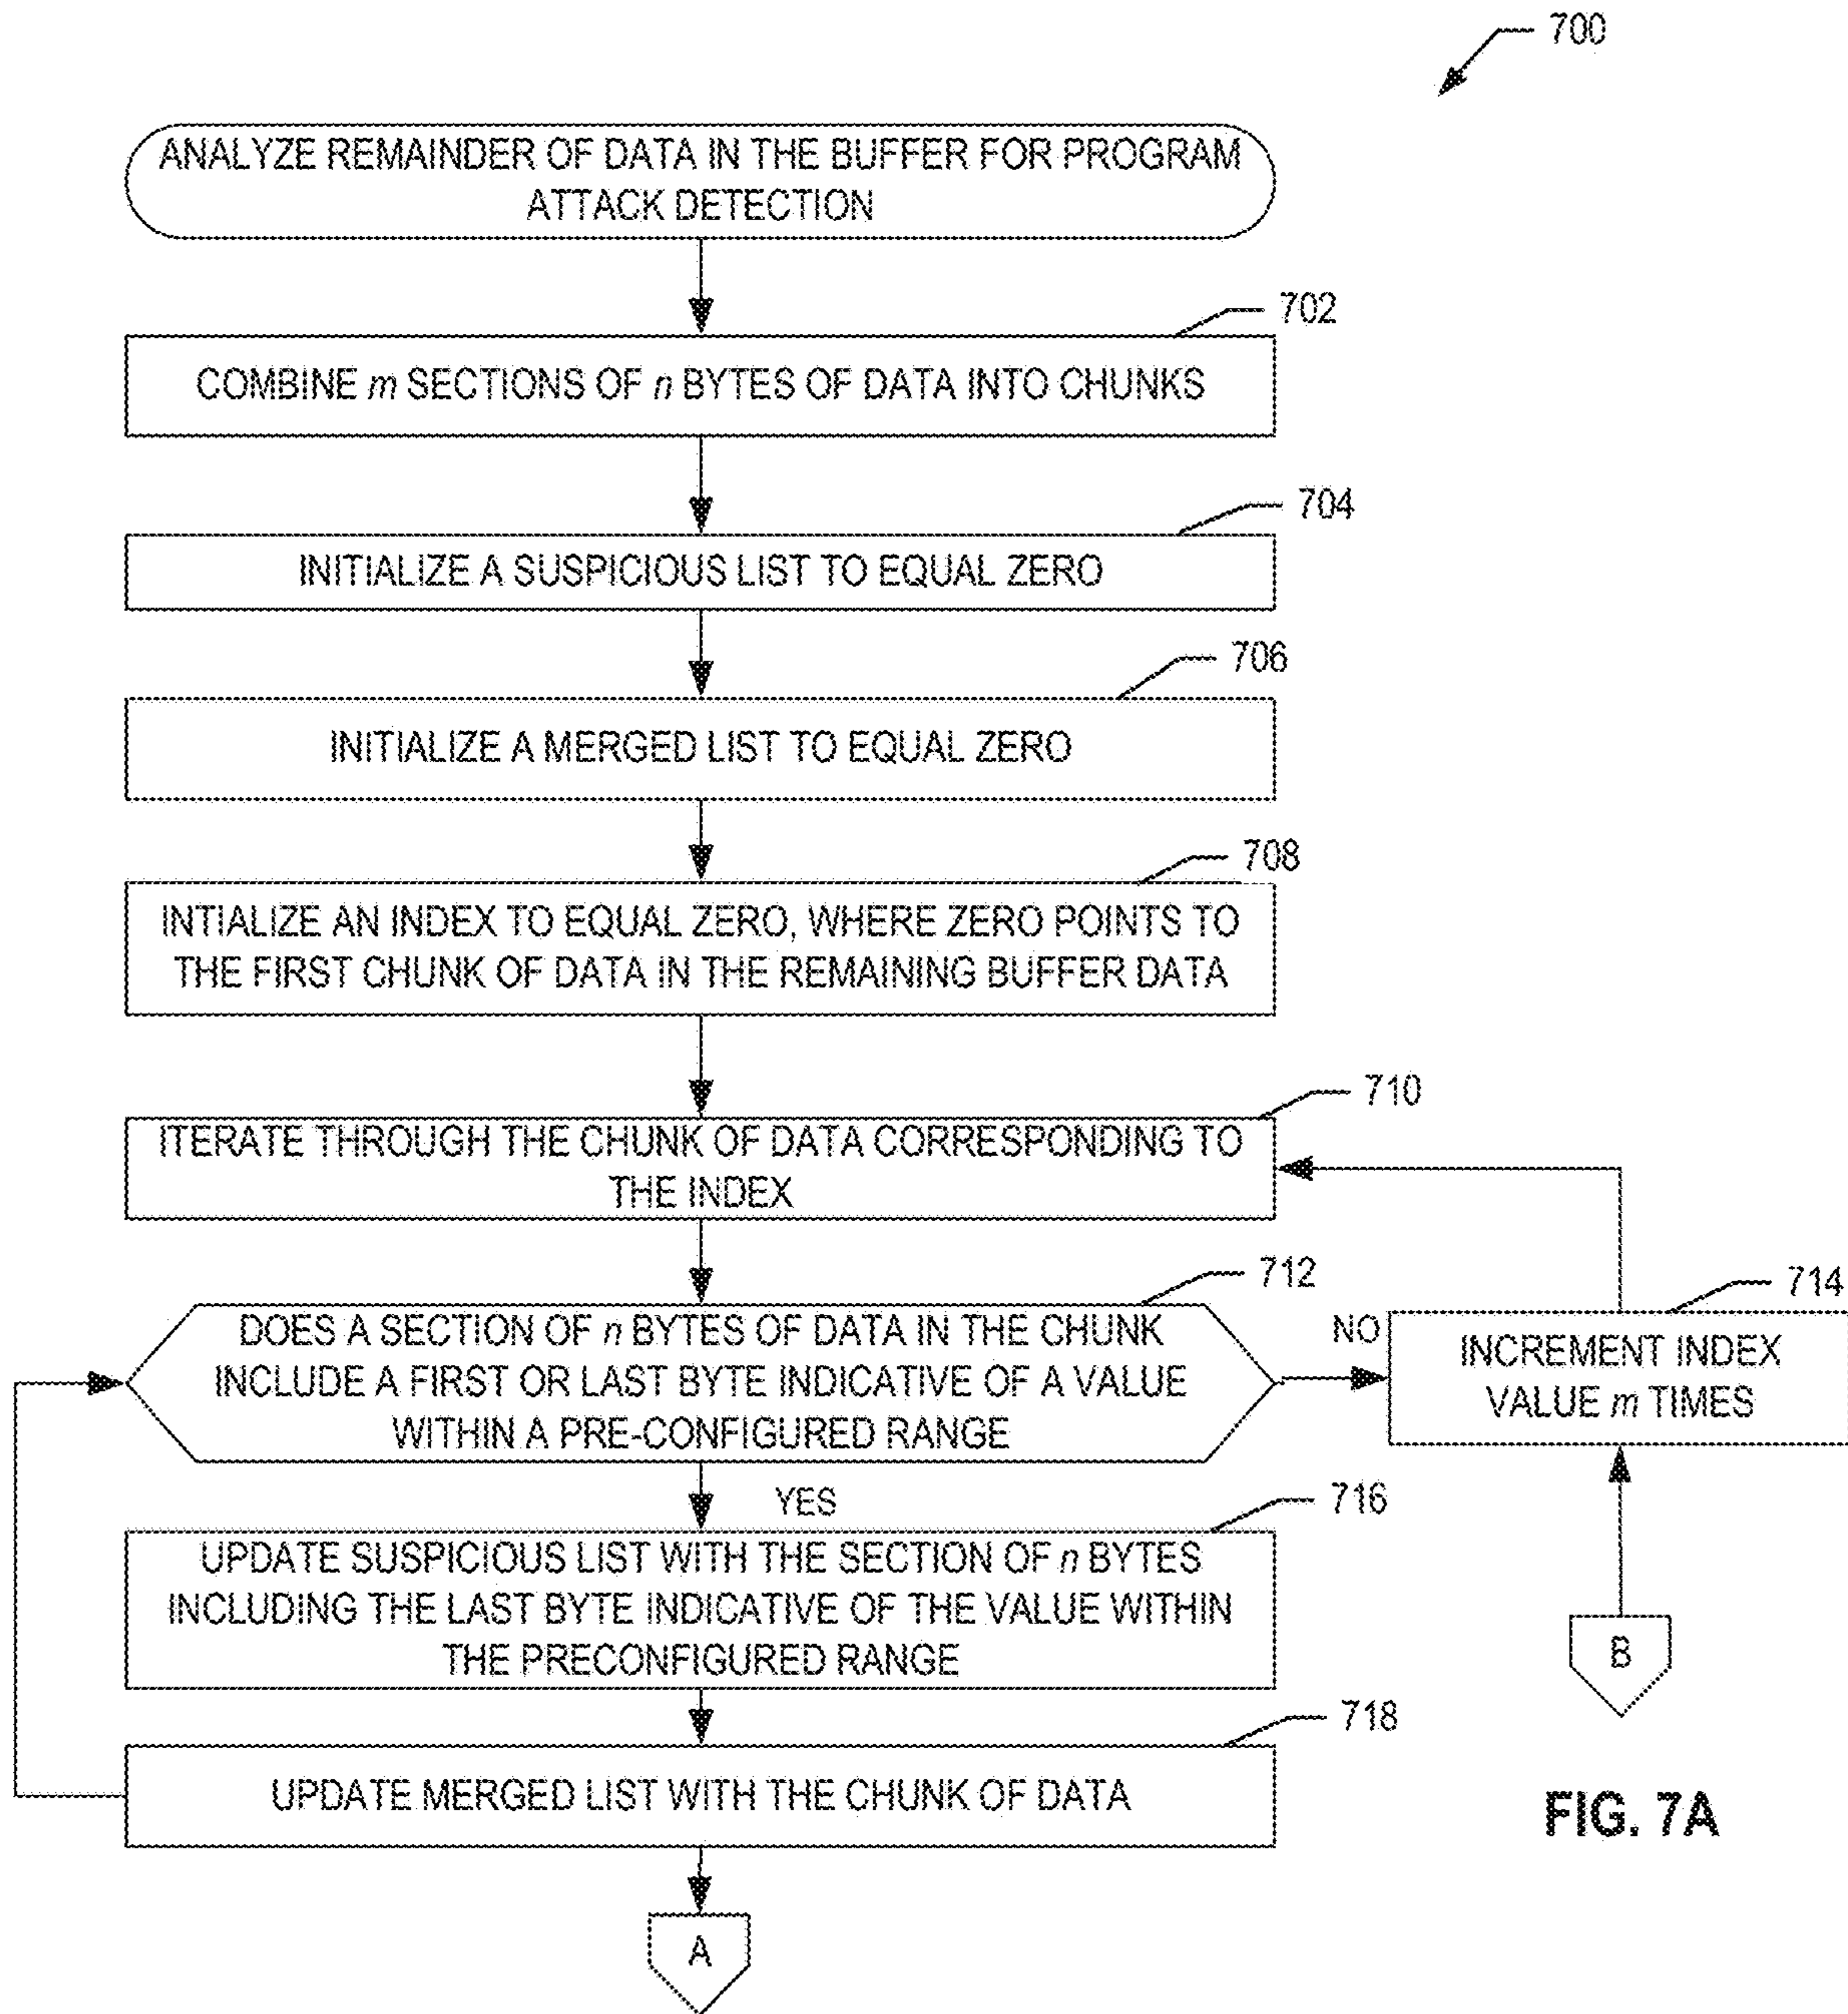 700
ANALYZE REMAINDER OF DATA IN THE BUFFER FOR PROGRAM
ATTACK DETECTION
702
COMBINE m SECTIONS OF n BYTES OF DATA INTO CHUNKS
704
INITIALIZE A SUSPICIOUS LIST TO EQUAL ZERO
706
INITIALIZE A MERGED LIST TO EQUAL ZERO
708
INTIALIZE AN INDEX TO EQUAL ZERO, WHERE ZERO POINTS TO
THE FIRST CHUNK OF DATA IN THE REMAINING BUFFER DATA
710
ITERATE THROUGH THE CHUNK OF DATA CORRESPONDING TO
THE INDEX
712
DOES A SECTION OF n BYTES OF DATA IN THE CHUNK
INCLUDE A FIRST OR LAST BYTE INDICATIVE OF A VALUE
WITHIN A PRE-CONFIGURED RANGE
NO
714
INCREMENT INDEX
VALUE m TIMES
YES
716
UPDATE SUSPICIOUS LIST WITH THE SECTION OF n BYTES
INCLUDING THE LAST BYTE INDICATIVE OF THE VALUE WITHIN
THE PRECONFIGURED RANGE
B
718
UPDATE MERGED LIST WITH THE CHUNK OF DATA
FIG. 7A
A